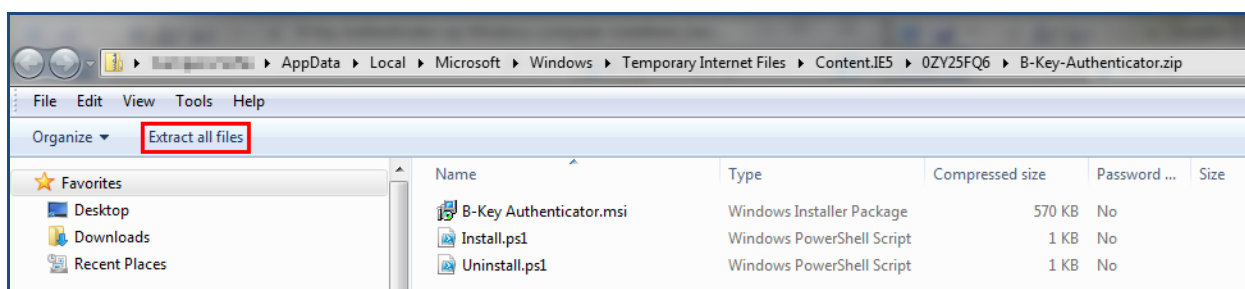 AppData Local Microsoft Windows Temporary Internet Files Content.IE5 0ZY25FQ6 B-Key-Authenticator.zip
File Edit View Tools Help
Organize Extract all files
Favorites
Desktop
Downloads
Recent Places
Name Type Compressed size Password ... Size
B-Key Authenticator.msi Windows Installer Package 570 KB No
Install.ps1 Windows PowerShell Script 1 KB No
Uninstall.ps1 Windows PowerShell Script 1 KB No